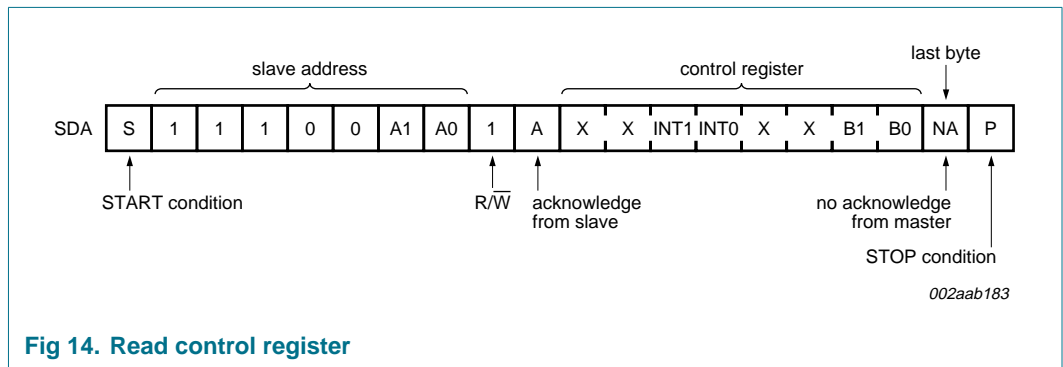 last byte
slave address control register
SDA S 1 1 1 0 0 A1 A0 1 A X X INT1 INT0 X X B1 B0 NA P
START condition R/W̅ acknowledge from slave no acknowledge from master
STOP condition
002aab183
Fig 14. Read control register